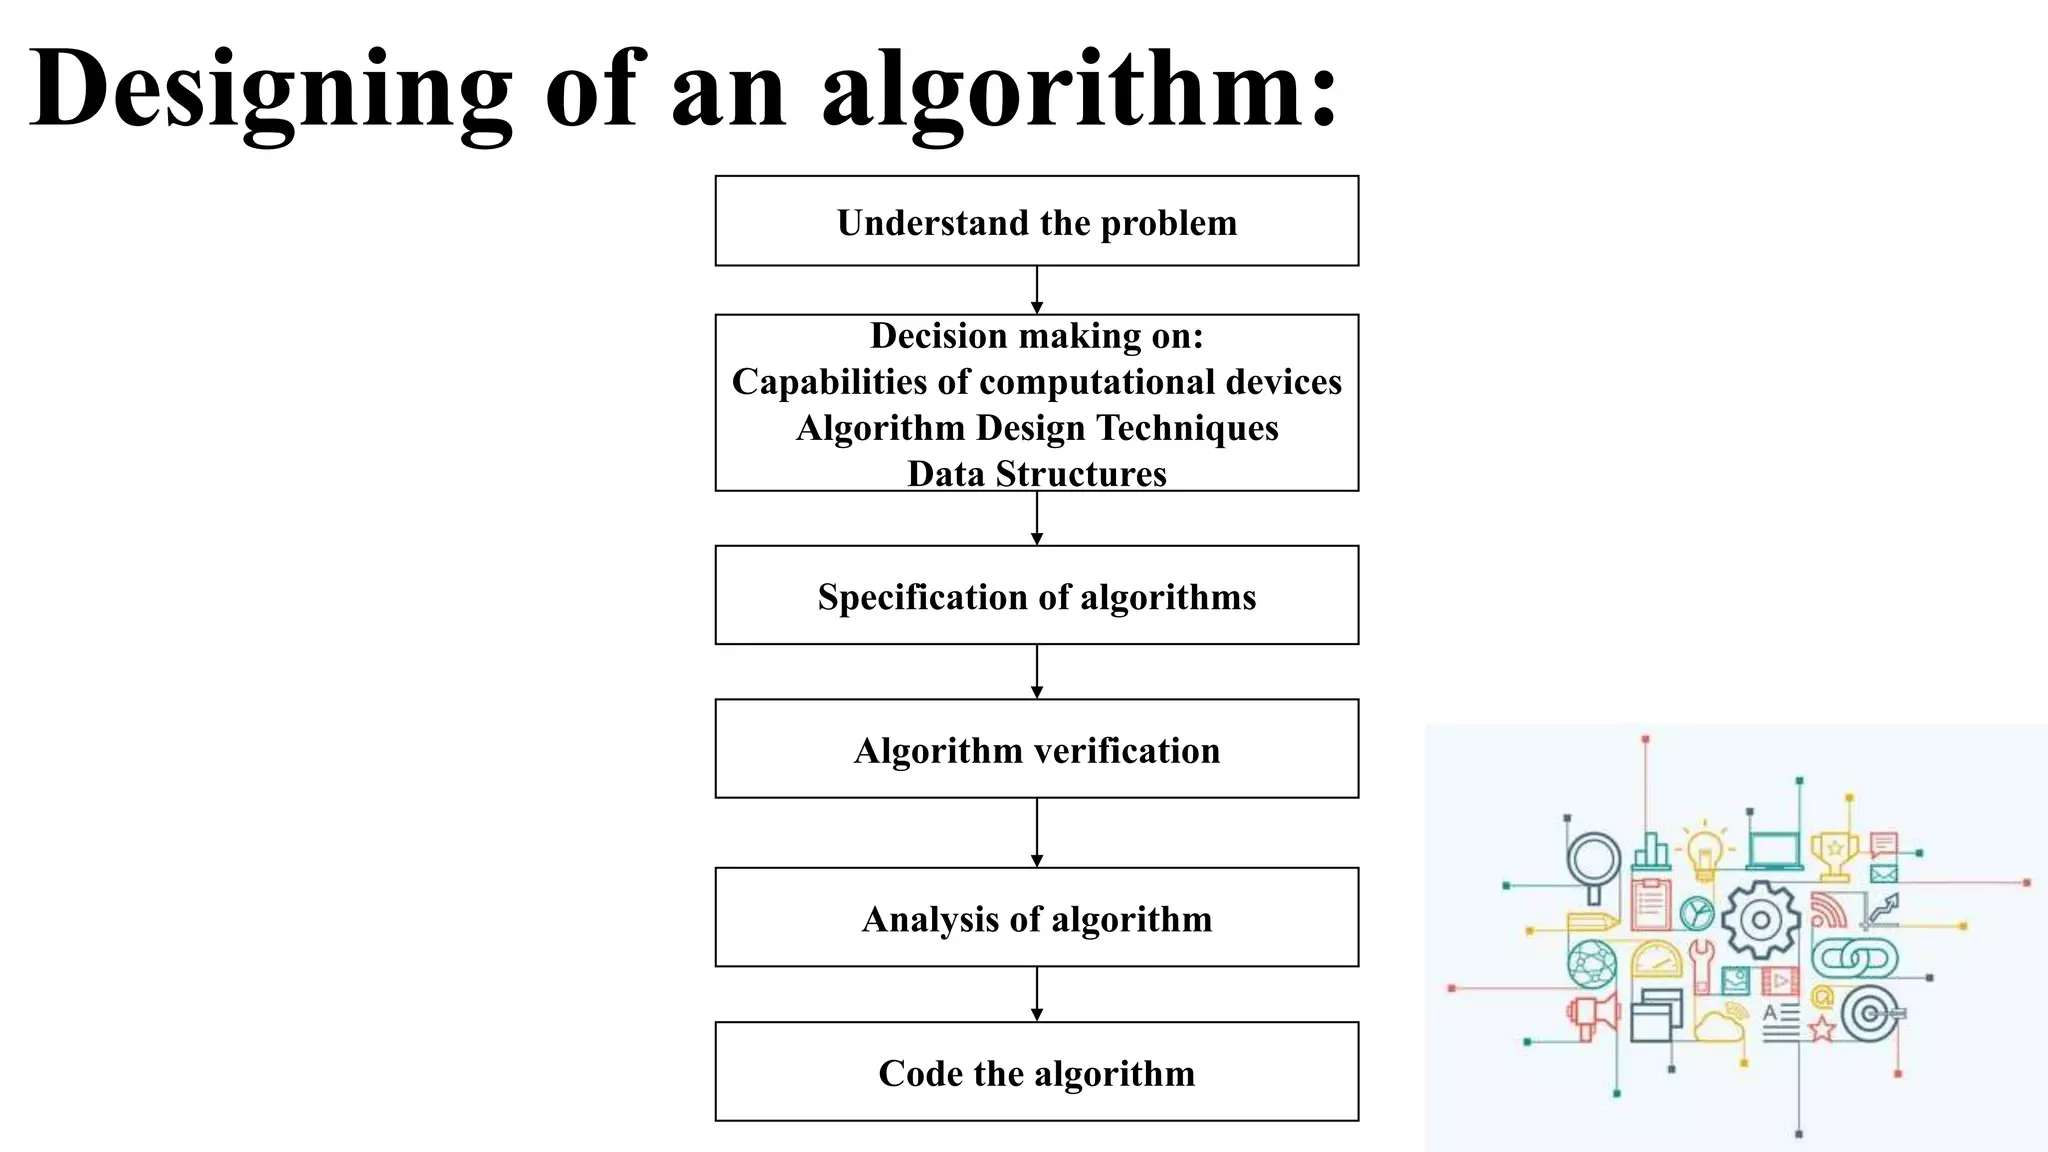 Designing of an algorithm:
Understand the problem
Decision making on:
Capabilities of computational devices
Algorithm Design Techniques
Data Structures
Specification of algorithms
Algorithm verification
Analysis of algorithm
Code the algorithm
@
A